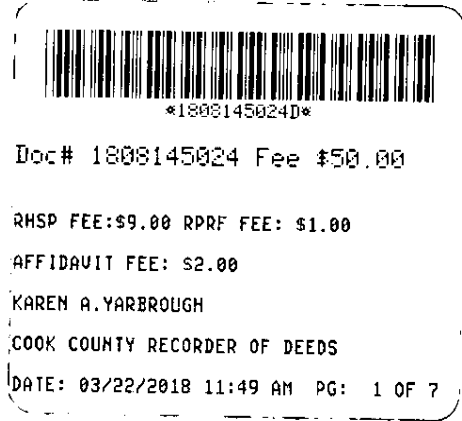 *1808145024D*
Doc# 1808145024 Fee $50.00
RHSP FEE:$9.00 RPRF FEE: $1.00
AFFIDAVIT FEE: $2.00
KAREN A.YARBROUGH
COOK COUNTY RECORDER OF DEEDS
DATE: 03/22/2018 11:49 AM PG: 1 OF 7